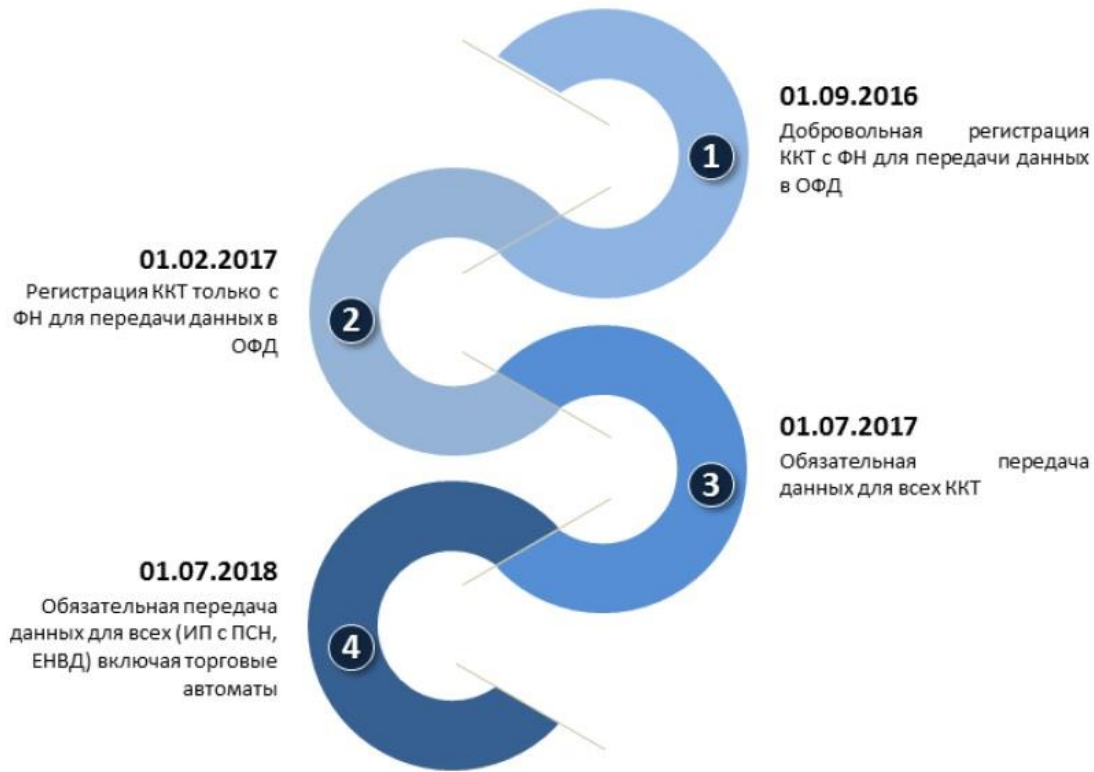 01.09.2016
Добровольная регистрация
ККТ с ФН для передачи данных
в ОФД
1
01.02.2017
Регистрация ККТ только с
ФН для передачи данных в
ОФД
2
01.07.2017
Обязательная передача
данных для всех ККТ
3
01.07.2018
Обязательная передача
данных для всех (ИП с ПСН,
ЕНВД) включая торговые
автоматы
4